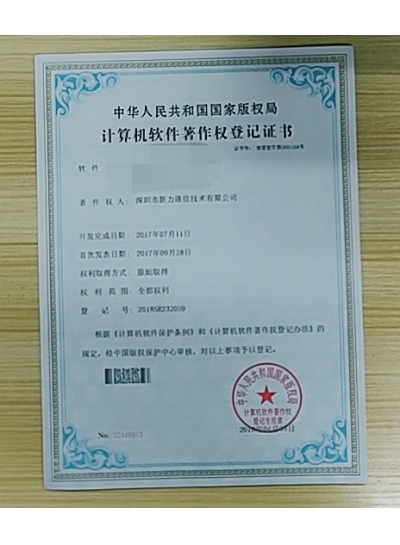 中华人民共和国国家版权局
计算机软件著作权登记证书
证书号：
软件
著作权人：深圳市新力通信技术有限公司
开发完成日期：2017年07月11日
首次发表日期：2017年09月28日
权利取得方式：原始取得
权利范围：全部权利
登记号：2018SR232059
根据《计算机软件保护条例》和《计算机软件著作权登记办法》的
规定，经中国版权保护中心审核，对以上事项予以登记。
中华人民共和国国家版权局
计算机软件著作权
登记专用章
No.